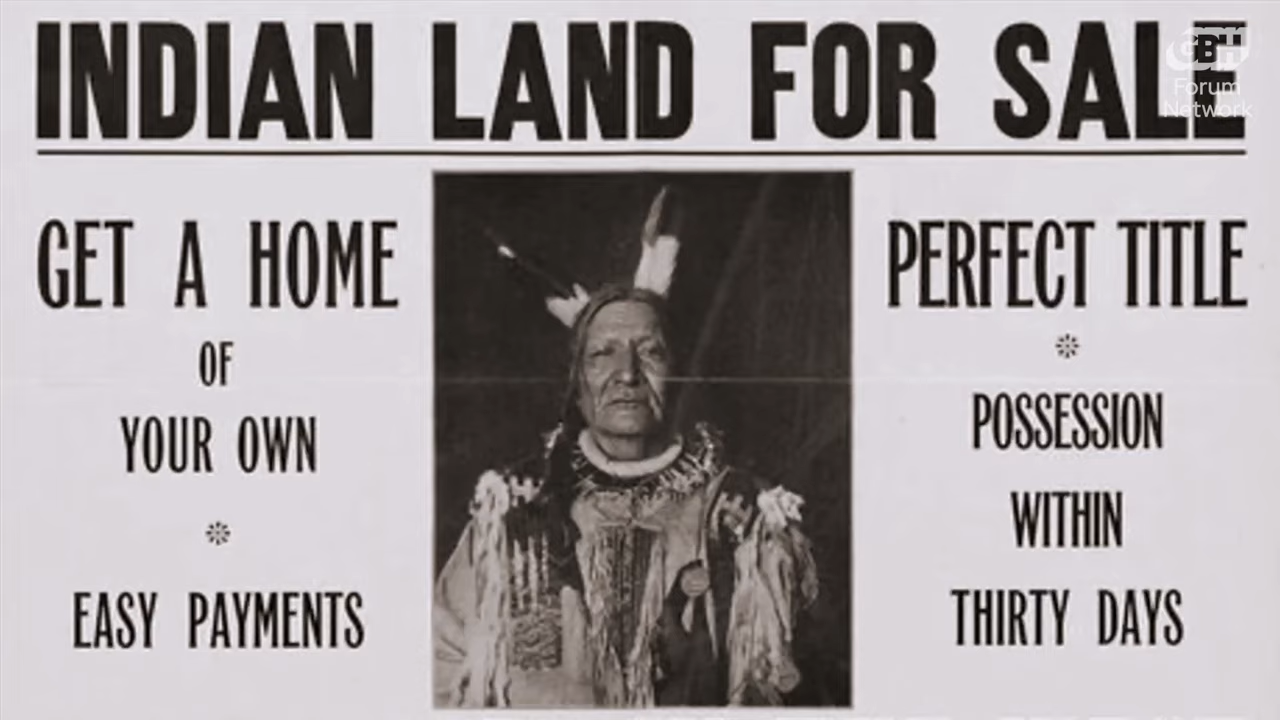 INDIAN LAND FOR SALE
GBH
Forum
Network
GET A HOME
OF
YOUR OWN
EASY PAYMENTS
PERFECT TITLE
POSSESSION
WITHIN
THIRTY DAYS